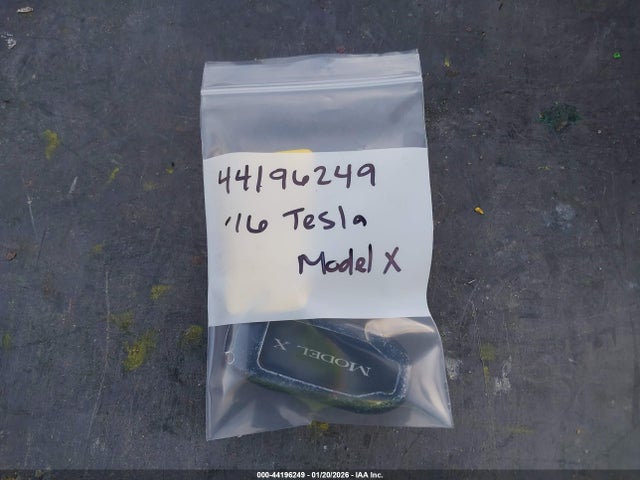 44196249
'16 Tesla
Model X
MODEL X
000-44196249 - 01/20/2026 - IAA Inc.